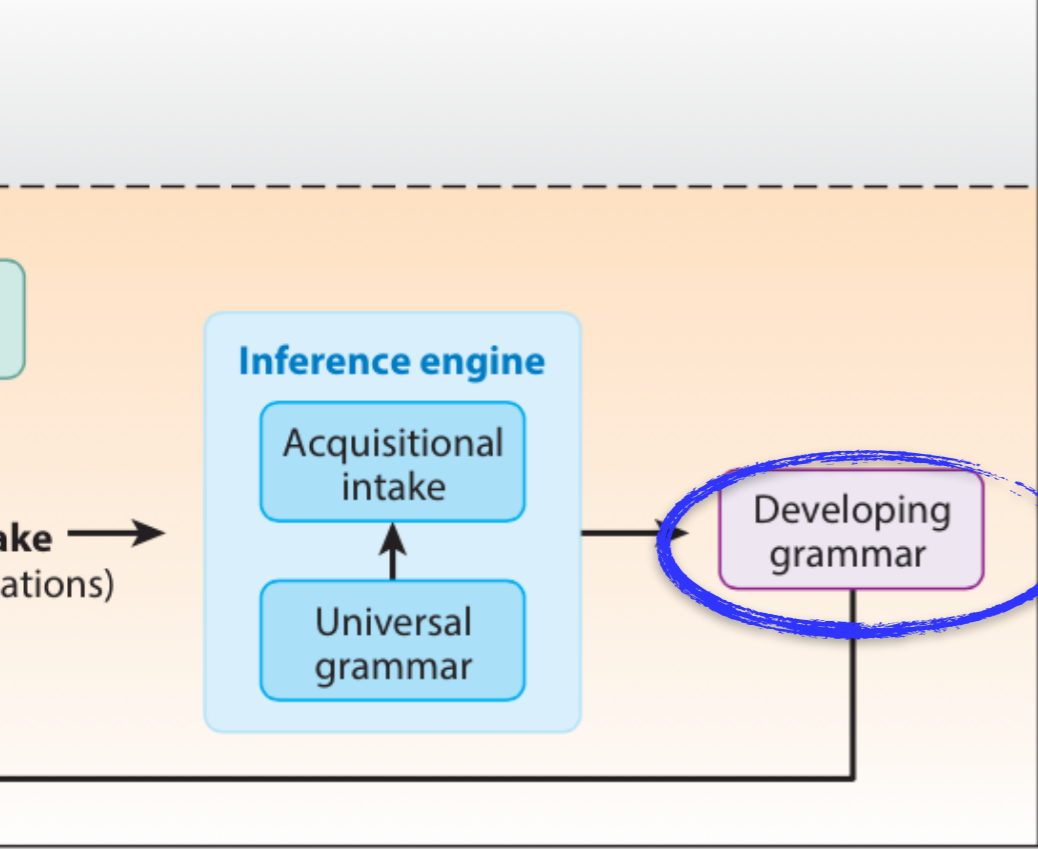 Inference engine
Acquisitional
intake
ake
ations)
Universal
grammar
Developing
grammar